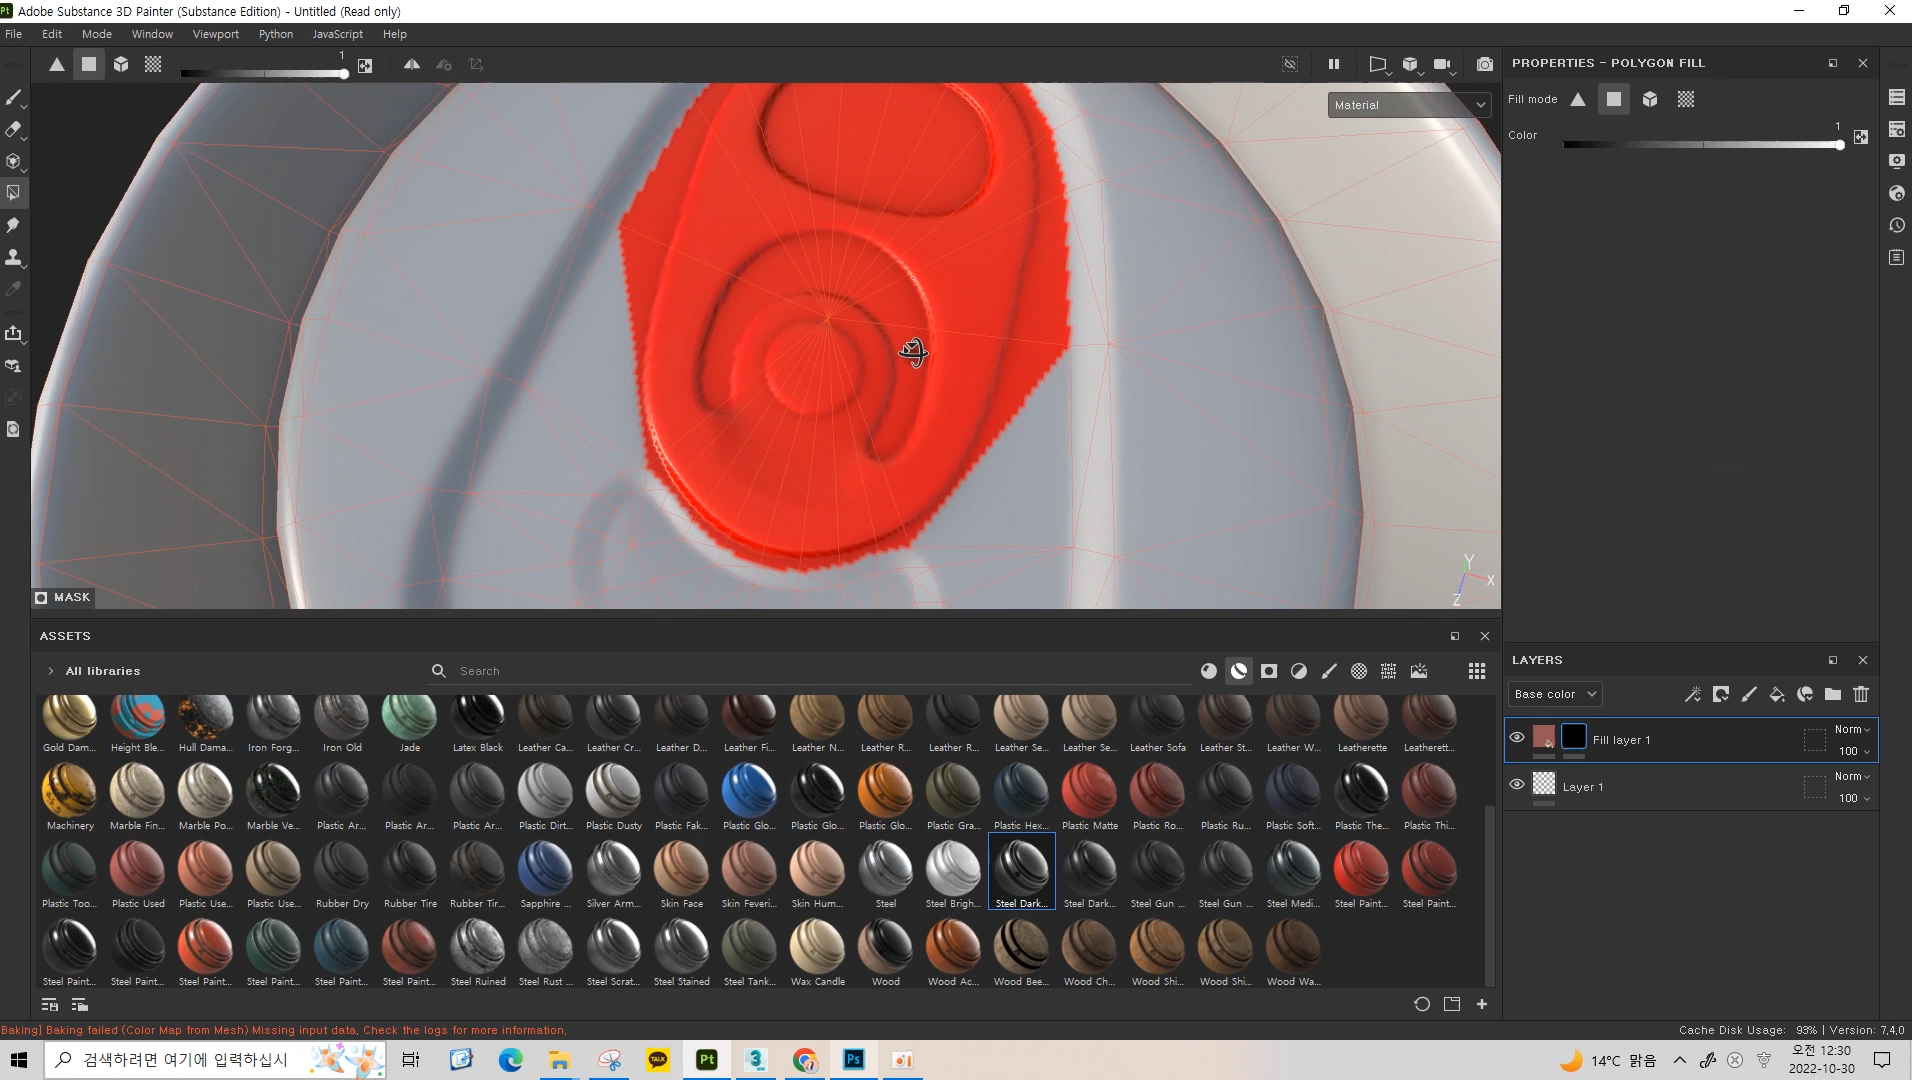 Adobe Substance 3D Painter (Substance Edition) - Untitled (Read only)
File Edit Mode Window Viewport Python JavaScript Help
1
Material
Y
X
Z
MASK
PROPERTIES - POLYGON FILL
Fill mode
Color
1
ASSETS
All libraries
Search
Gold Dam... Height Ble... Hull Dama... Iron Forg... Iron Old Jade Latex Black Leather Ca... Leather Cr... Leather D... Leather Fi... Leather N... Leather R... Leather R... Leather Se... Leather Se... Leather Sofa Leather St... Leather W... Leatherette Leatherett...
Machinery Marble Fin... Marble Po... Marble Ve... Plastic Ar... Plastic Ar... Plastic Ar... Plastic Dirt... Plastic Dusty Plastic Fak... Plastic Glo... Plastic Glo... Plastic Glo... Plastic Gra... Plastic Hex... Plastic Matte Plastic Ro... Plastic Ru... Plastic Soft... Plastic The... Plastic Thi...
Plastic Too... Plastic Used Plastic Use... Plastic Use... Rubber Dry Rubber Tire Rubber Tir... Sapphire ... Silver Arm... Skin Face Skin Feveri... Skin Hum... Steel Steel Brigh... Steel Dark... Steel Dark... Steel Gun ... Steel Gun ... Steel Medi... Steel Paint... Steel Paint...
Steel Paint... Steel Paint... Steel Paint... Steel Paint... Steel Paint... Steel Paint... Steel Ruined Steel Rust ... Steel Scrat... Steel Stained Steel Tank... Wax Candle Wood Wood Ac... Wood Bee... Wood Ch... Wood Shi... Wood Shi... Wood Wa...
LAYERS
Base color
Fill layer 1
Norm
100
Layer 1
Norm
100
Baking] Baking failed (Color Map from Mesh) Missing input data, Check the logs for more information,
Cache Disk Usage: 93% | Version: 7,4,0
검색하려면 여기에 입력하십시
TALK
Pt
3
Ps
14°C 맑음
오전 12:30
2022-10-30